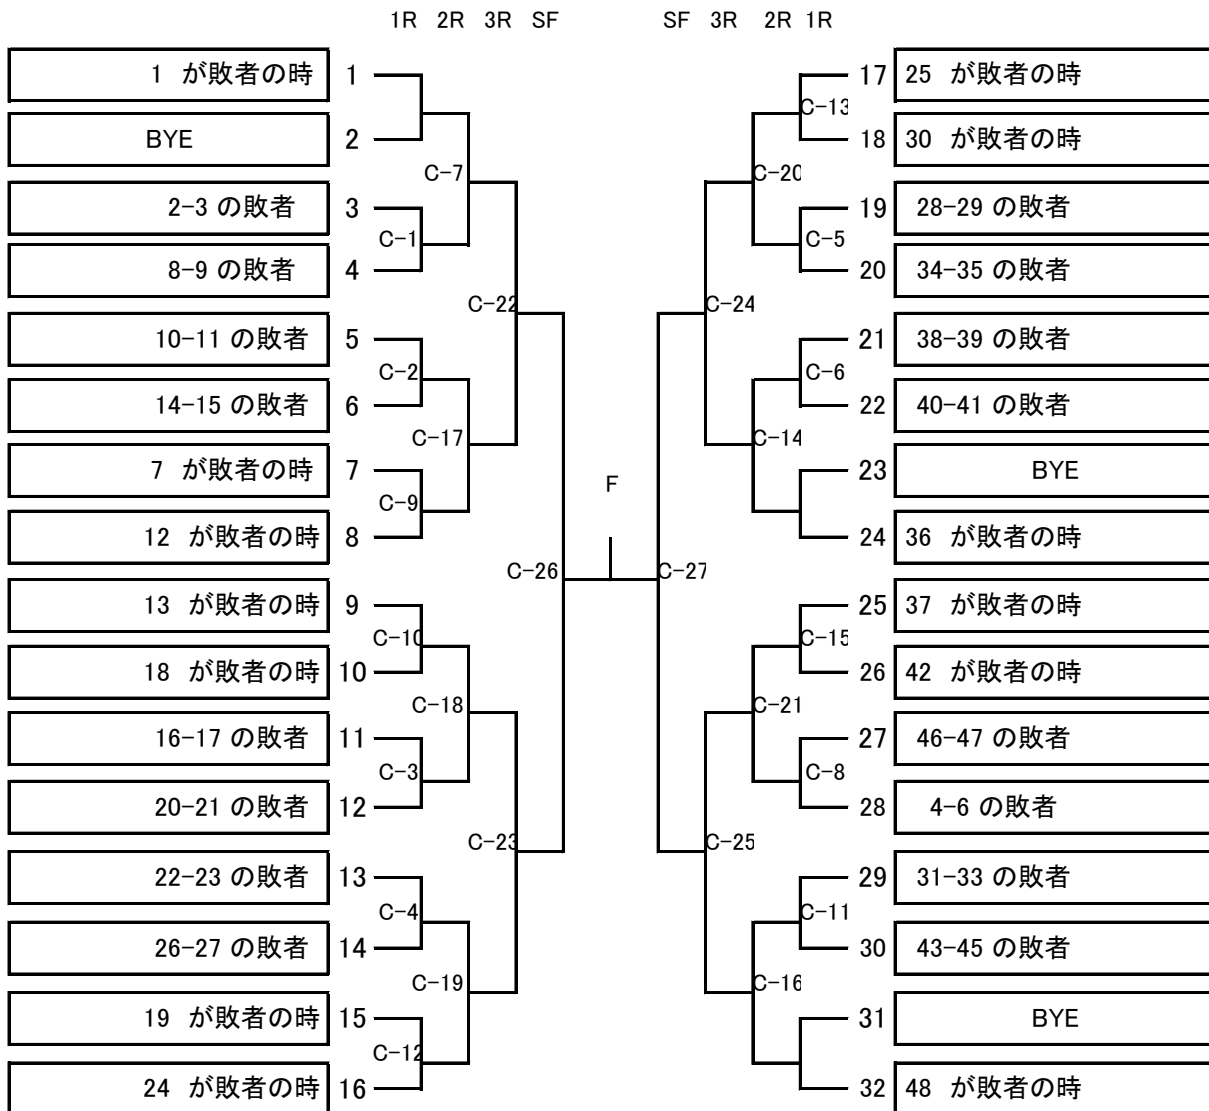 1R 2R 3R SF SF 3R 2R 1R
1 が敗者の時 1 17 25 が敗者の時
C-13
BYE 2 18 30 が敗者の時
C-7 C-20
2-3 の敗者 3 19 28-29 の敗者
C-1 C-5
8-9 の敗者 4 20 34-35 の敗者
C-22 C-24
10-11 の敗者 5 21 38-39 の敗者
C-2 C-6
14-15 の敗者 6 22 40-41 の敗者
C-17 C-14
7 が敗者の時 7 23 BYE
F
C-9
12 が敗者の時 8 24 36 が敗者の時
C-26 C-27
13 が敗者の時 9 25 37 が敗者の時
C-10 C-15
18 が敗者の時 10 26 42 が敗者の時
C-18 C-21
16-17 の敗者 11 27 46-47 の敗者
C-3 C-8
20-21 の敗者 12 28 4-6 の敗者
C-23 C-25
22-23 の敗者 13 29 31-33 の敗者
C-4 C-11
26-27 の敗者 14 30 43-45 の敗者
C-19 C-16
19 が敗者の時 15 31 BYE
C-12
24 が敗者の時 16 32 48 が敗者の時